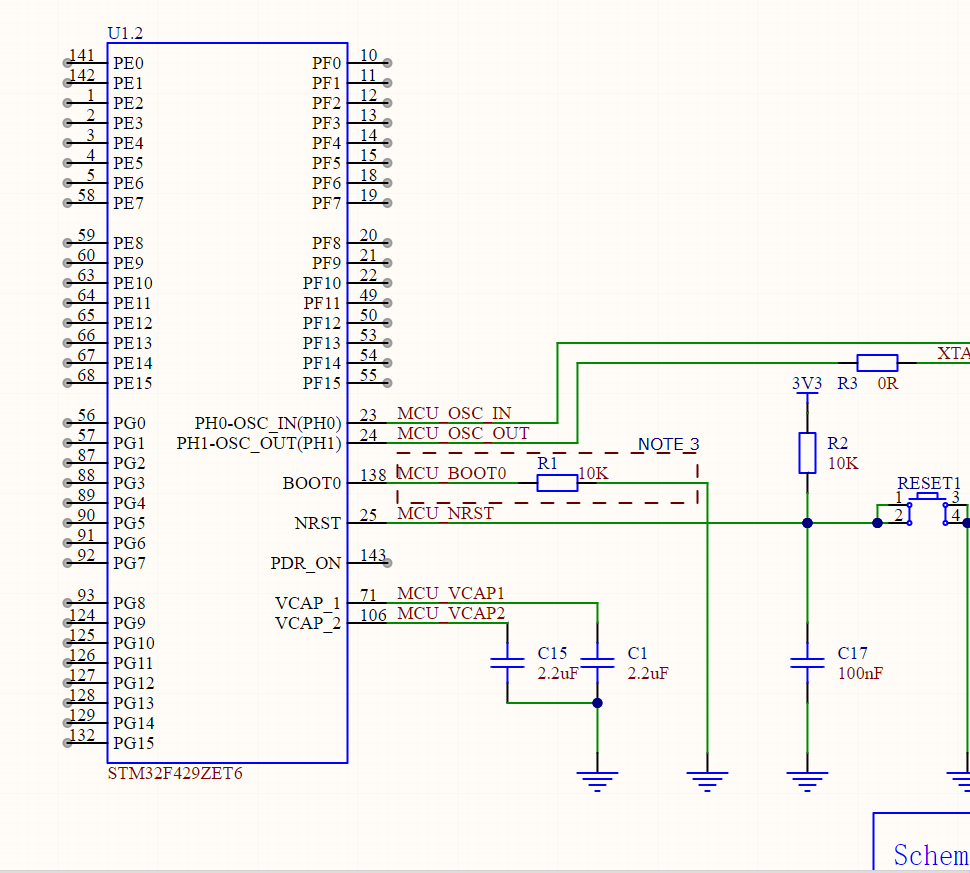 U1.2
141 PE0 PF0 10
142 PE1 PF1 11
1 PE2 PF2 12
2 PE3 PF3 13
3 PE4 PF4 14
4 PE5 PF5 15
5 PE6 PF6 18
58 PE7 PF7 19
59 PE8 PF8 20
60 PE9 PF9 21
63 PE10 PF10 22
64 PE11 PF11 49
65 PE12 PF12 50
66 PE13 PF13 53
67 PE14 PF14 54
68 PE15 PF15 55
XTA
3V3 R3 0R
56 PG0 PH0-OSC_IN(PH0) 23 MCU_OSC_IN
57 PG1 PH1-OSC_OUT(PH1) 24 MCU_OSC_OUT
NOTE 3
R2
10K
87 PG2
88 PG3 BOOT0 138 MCU_BOOT0 R1 10K
RESET1
1 3
2 4
89 PG4
90 PG5 NRST 25 MCU_NRST
91 PG6
92 PG7 PDR_ON 143
93 PG8 VCAP_1 71 MCU_VCAP1
124 PG9 VCAP_2 106 MCU_VCAP2
125 PG10
126 PG11 C15 C1 C17
127 PG12 2.2uF 2.2uF 100nF
128 PG13
129 PG14
132 PG15
STM32F429ZET6
Schem